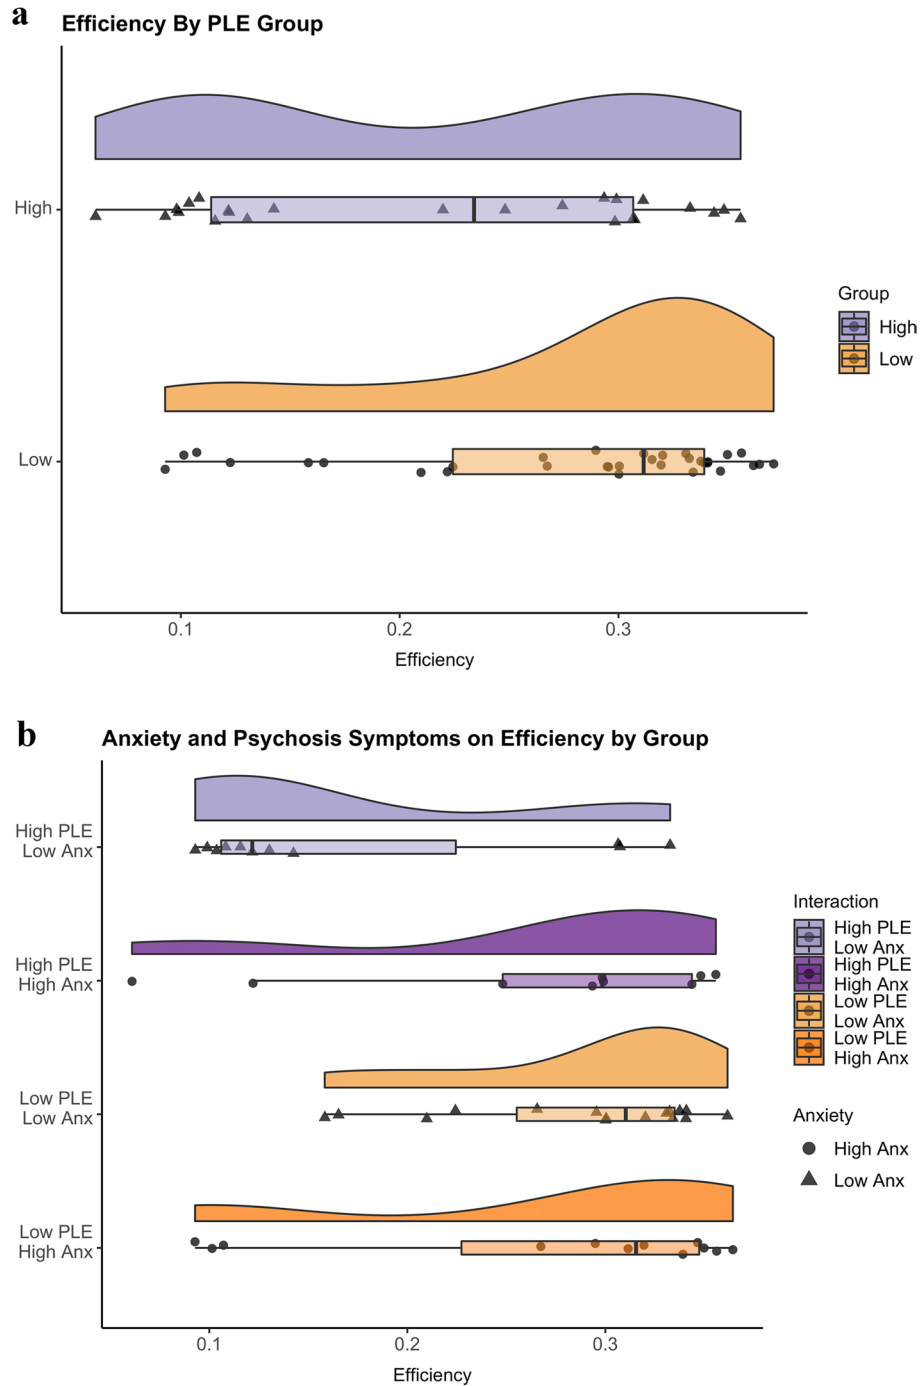 a
Efficiency By PLE Group
High
Low
0.1
0.2
0.3
Efficiency
Group
High
Low
b
Anxiety and Psychosis Symptoms on Efficiency by Group
High PLE
Low Anx
High PLE
High Anx
Low PLE
Low Anx
Low PLE
High Anx
0.1
0.2
0.3
Efficiency
Interaction
High PLE
Low Anx
High PLE
High Anx
Low PLE
Low Anx
Low PLE
High Anx
Anxiety
High Anx
Low Anx